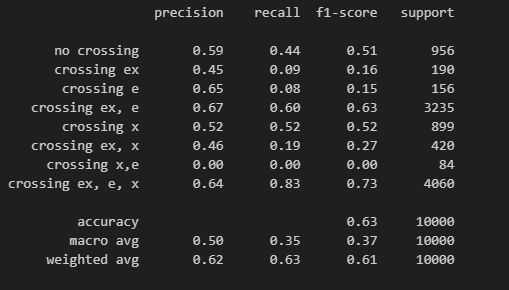 precision recall f1-score support
no crossing 0.59 0.44 0.51 956
crossing ex 0.45 0.09 0.16 190
crossing e 0.65 0.08 0.15 156
crossing ex, e 0.67 0.60 0.63 3235
crossing x 0.52 0.52 0.52 899
crossing ex, x 0.46 0.19 0.27 420
crossing x,e 0.00 0.00 0.00 84
crossing ex, e, x 0.64 0.83 0.73 4060
accuracy 0.63 10000
macro avg 0.50 0.35 0.37 10000
weighted avg 0.62 0.63 0.61 10000